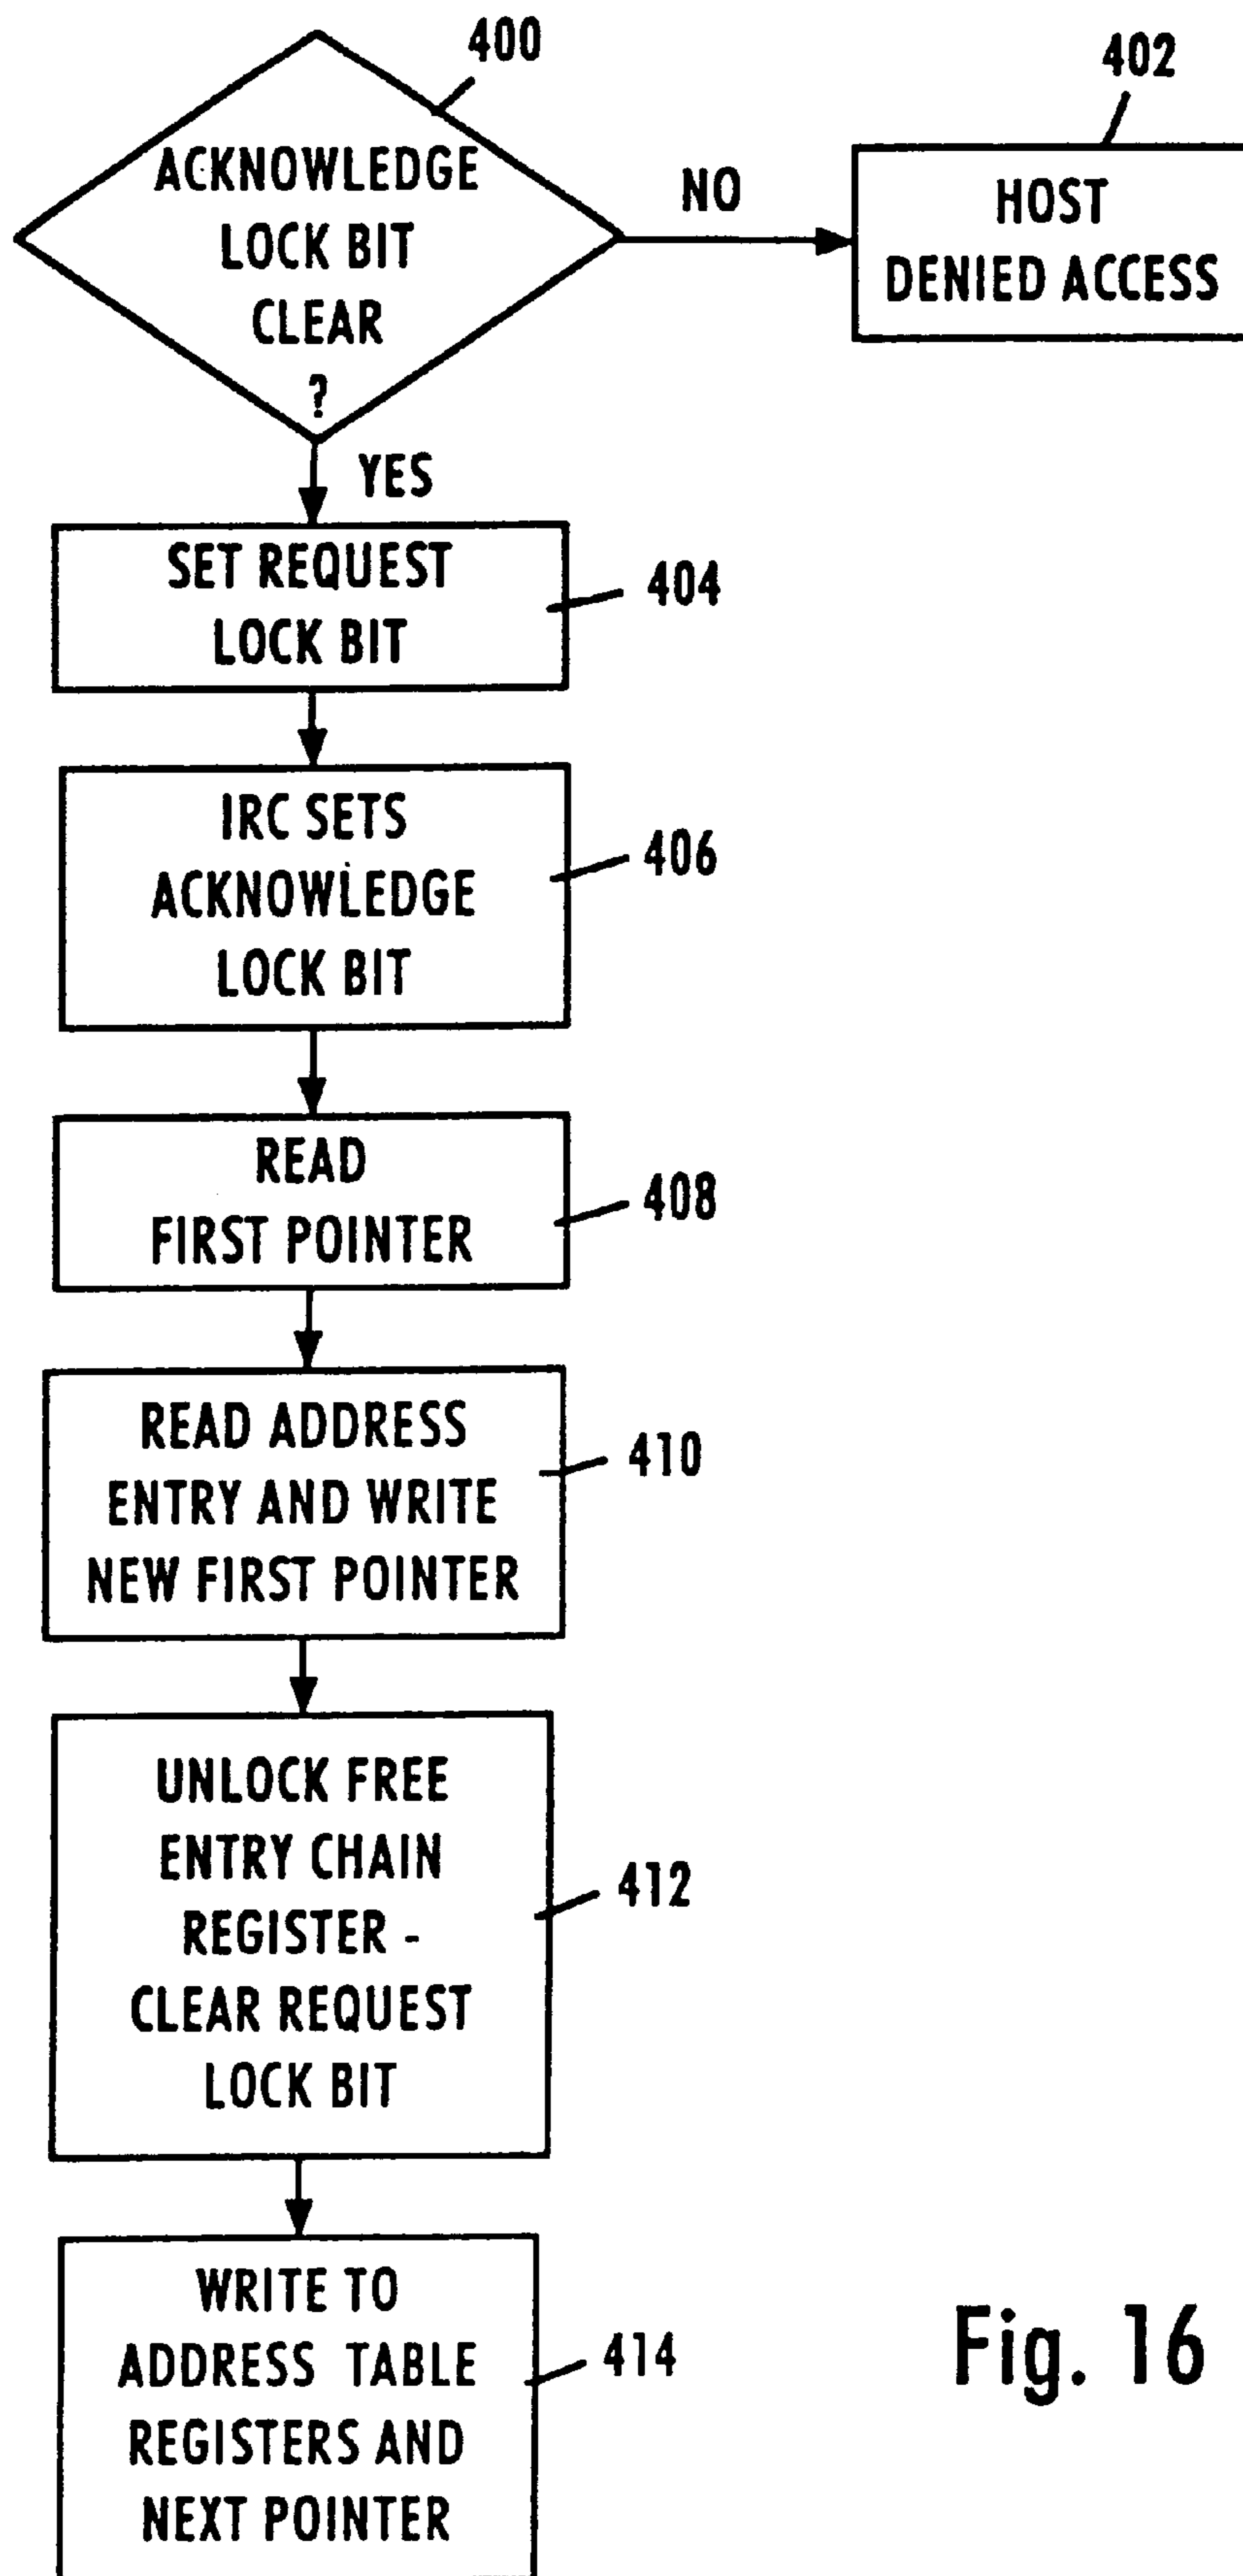 400
ACKNOWLEDGE
LOCK BIT
CLEAR
?
NO
402
HOST
DENIED ACCESS
YES
SET REQUEST
LOCK BIT
404
IRC SETS
ACKNOWLEDGE
LOCK BIT
406
READ
FIRST POINTER
408
READ ADDRESS
ENTRY AND WRITE
NEW FIRST POINTER
410
UNLOCK FREE
ENTRY CHAIN
REGISTER -
CLEAR REQUEST
LOCK BIT
412
WRITE TO
ADDRESS TABLE
REGISTERS AND
NEXT POINTER
414
Fig. 16